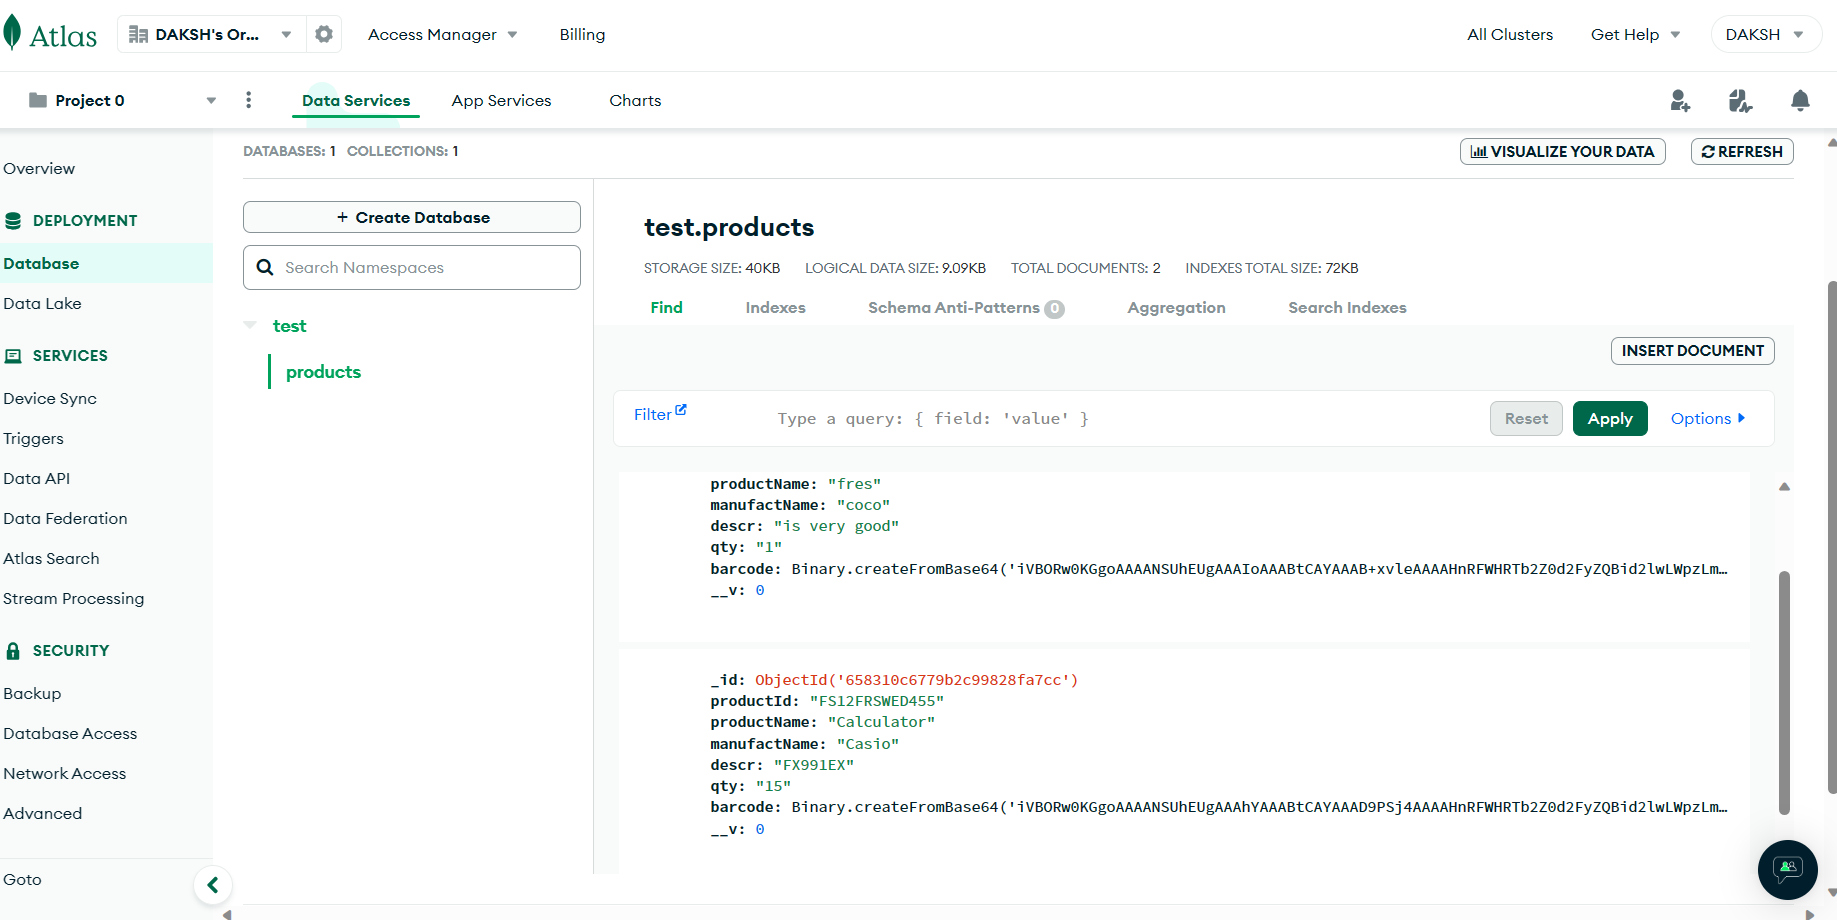 Atlas
DAKSH's Or...
Access Manager
Billing
All Clusters
Get Help
DAKSH
Project 0
Data Services
App Services
Charts
Overview
DEPLOYMENT
Database
Data Lake
SERVICES
Device Sync
Triggers
Data API
Data Federation
Atlas Search
Stream Processing
SECURITY
Backup
Database Access
Network Access
Advanced
Goto
DATABASES: 1 COLLECTIONS: 1
VISUALIZE YOUR DATA
REFRESH
+ Create Database
Search Namespaces
test
products
test.products
STORAGE SIZE: 40KB LOGICAL DATA SIZE: 9.09KB TOTAL DOCUMENTS: 2 INDEXES TOTAL SIZE: 72KB
Find
Indexes
Schema Anti-Patterns 0
Aggregation
Search Indexes
INSERT DOCUMENT
Filter
Type a query: { field: 'value' }
Reset
Apply
Options
productName: "fres"
manufactName: "coco"
descr: "is very good"
qty: "1"
barcode: Binary.createFromBase64('iVBORw0KGgoAAAANSUhEUgAAAIoAAABtCAYAAAB+xvleAAAAHnRFWHRTb2Z0d2FyZQBid2lwLWpzLm…
__v: 0
_id: ObjectId('658310c6779b2c99828fa7cc')
productId: "FS12FRSWED455"
productName: "Calculator"
manufactName: "Casio"
descr: "FX991EX"
qty: "15"
barcode: Binary.createFromBase64('iVBORw0KGgoAAAANSUhEUgAAAhYAAABtCAYAAAD9PSj4AAAAHnRFWHRTb2Z0d2FyZQBid2lwLWpzLm…
__v: 0